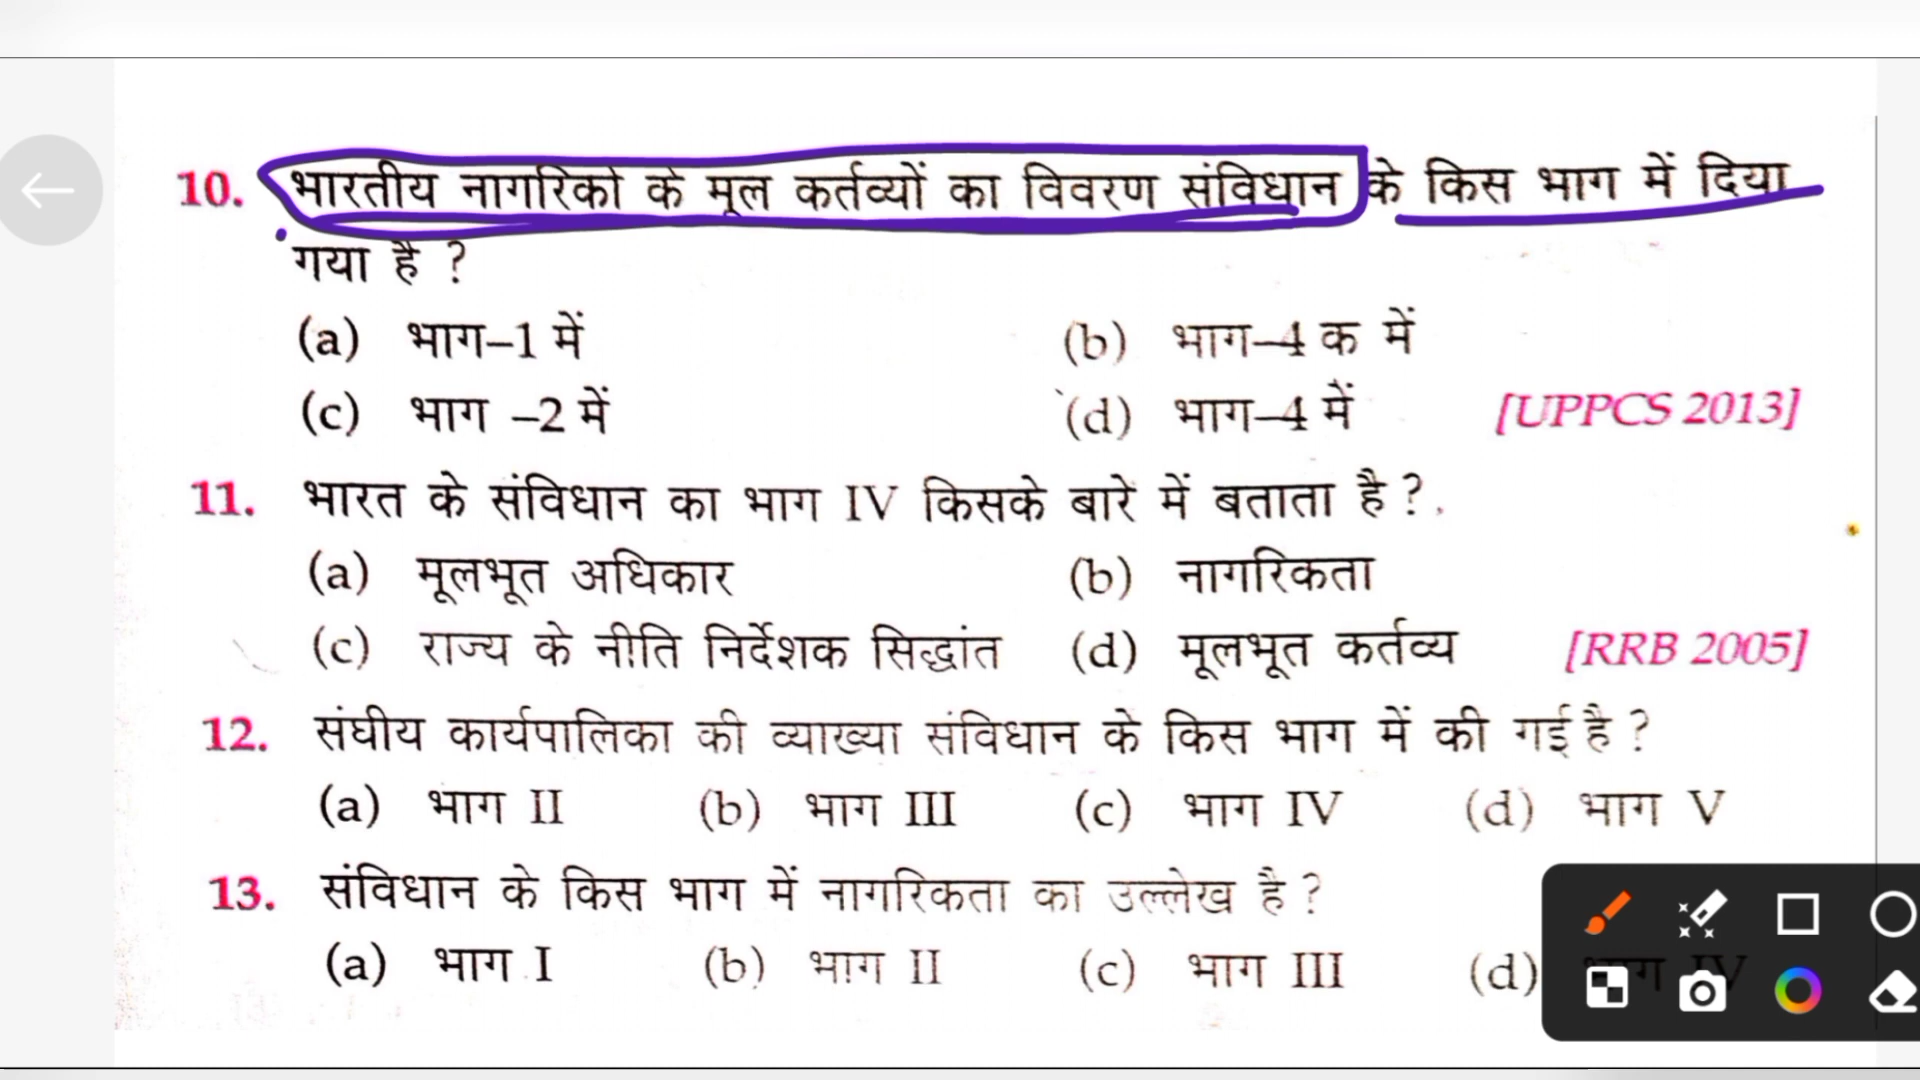 10. भारतीय नागरिकों के मूल कर्तव्यों का विवरण संविधान के किस भाग में दिया
गया है ?
(a) भाग–1 में (b) भाग–4 क में
(c) भाग –2 में (d) भाग–4 में [UPPCS 2013]
11. भारत के संविधान का भाग IV किसके बारे में बताता है ?
(a) मूलभूत अधिकार (b) नागरिकता
(c) राज्य के नीति निर्देशक सिद्धांत (d) मूलभूत कर्तव्य [RRB 2005]
12. संघीय कार्यपालिका की व्याख्या संविधान के किस भाग में की गई है ?
(a) भाग II (b) भाग III (c) भाग IV (d) भाग V
13. संविधान के किस भाग में नागरिकता का उल्लेख है ?
(a) भाग I (b) भाग II (c) भाग III (d) भाग IV